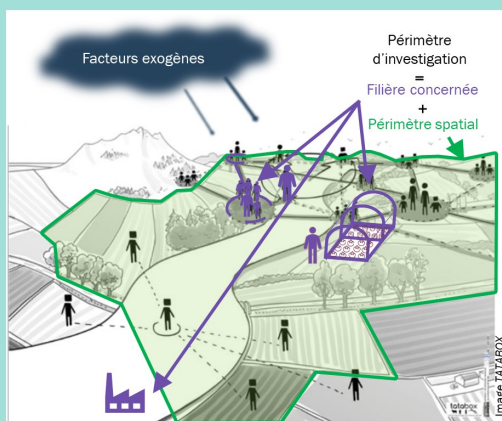 Facteurs exogènes
Périmètre
d'investigation
=
Filière concernée
+
Périmètre spatial
Image TATABOX
tatabox